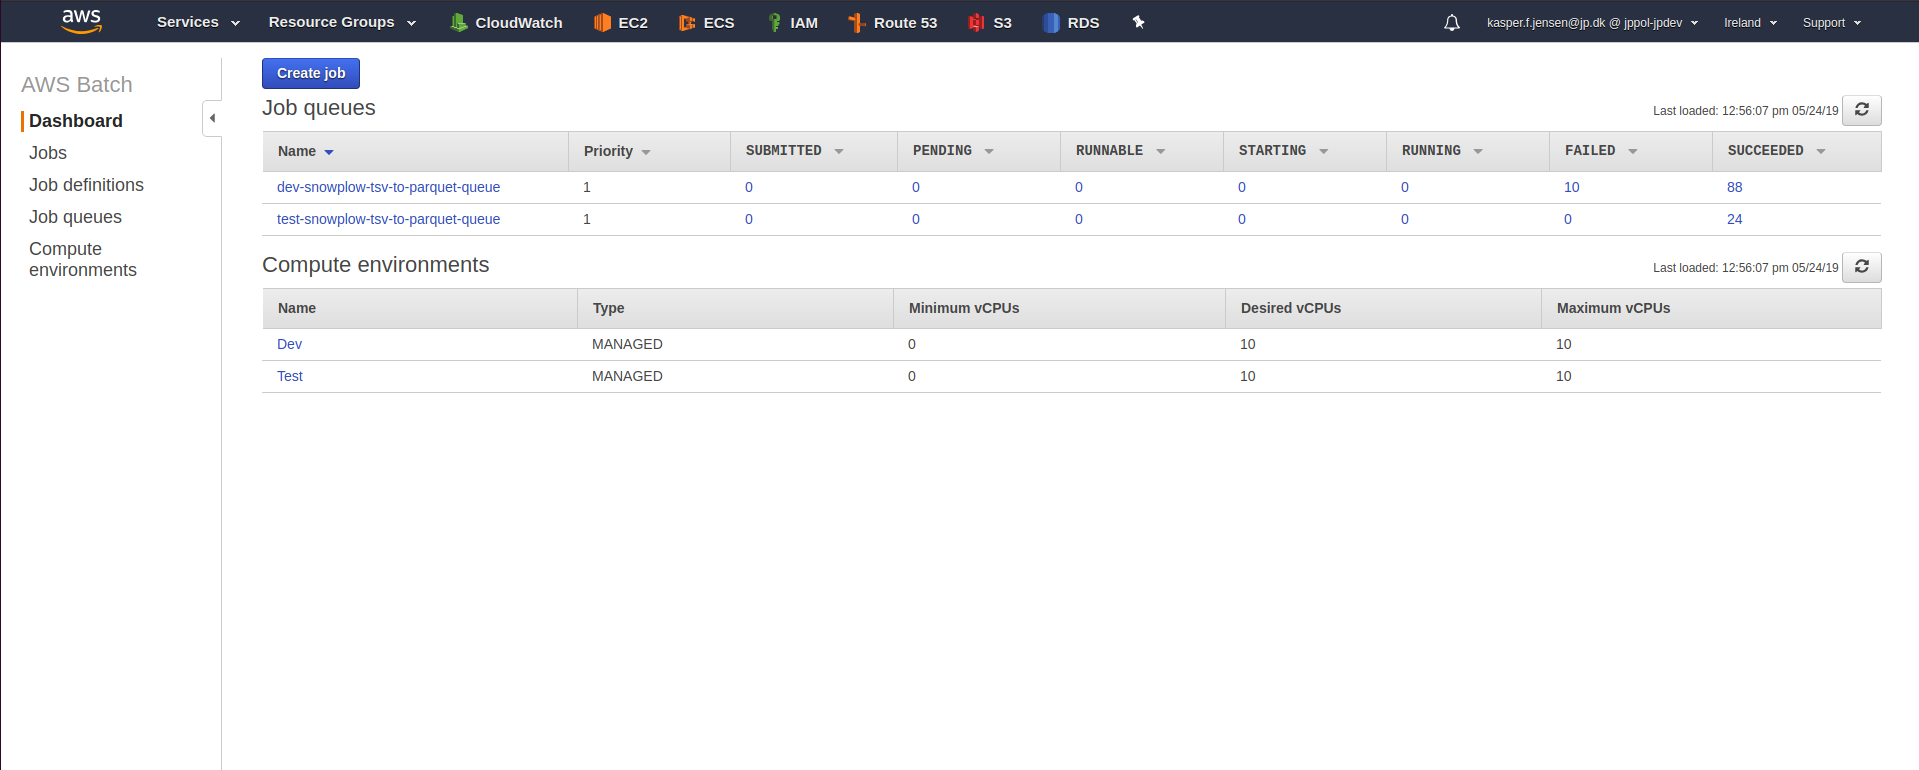 aws Services Resource Groups CloudWatch EC2 ECS IAM Route 53 S3 RDS kasper.f.jensen@jp.dk @ jppol-jpdev Ireland Support
AWS Batch
Dashboard
Jobs
Job definitions
Job queues
Compute
environments
Create job
Job queues Last loaded: 12:56:07 pm 05/24/19
Name Priority SUBMITTED PENDING RUNNABLE STARTING RUNNING FAILED SUCCEEDED
dev-snowplow-tsv-to-parquet-queue 1 0 0 0 0 0 10 88
test-snowplow-tsv-to-parquet-queue 1 0 0 0 0 0 0 24
Compute environments Last loaded: 12:56:07 pm 05/24/19
Name Type Minimum vCPUs Desired vCPUs Maximum vCPUs
Dev MANAGED 0 10 10
Test MANAGED 0 10 10